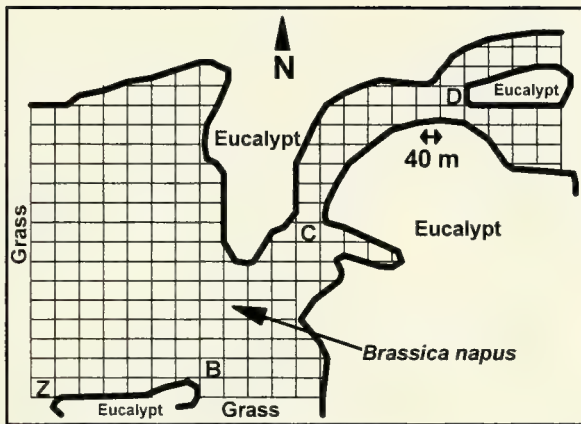 N
D
Eucalypt
Eucalypt
40 m
Grass
C
Eucalypt
Brassica napus
B
Z
Eucalypt
Grass